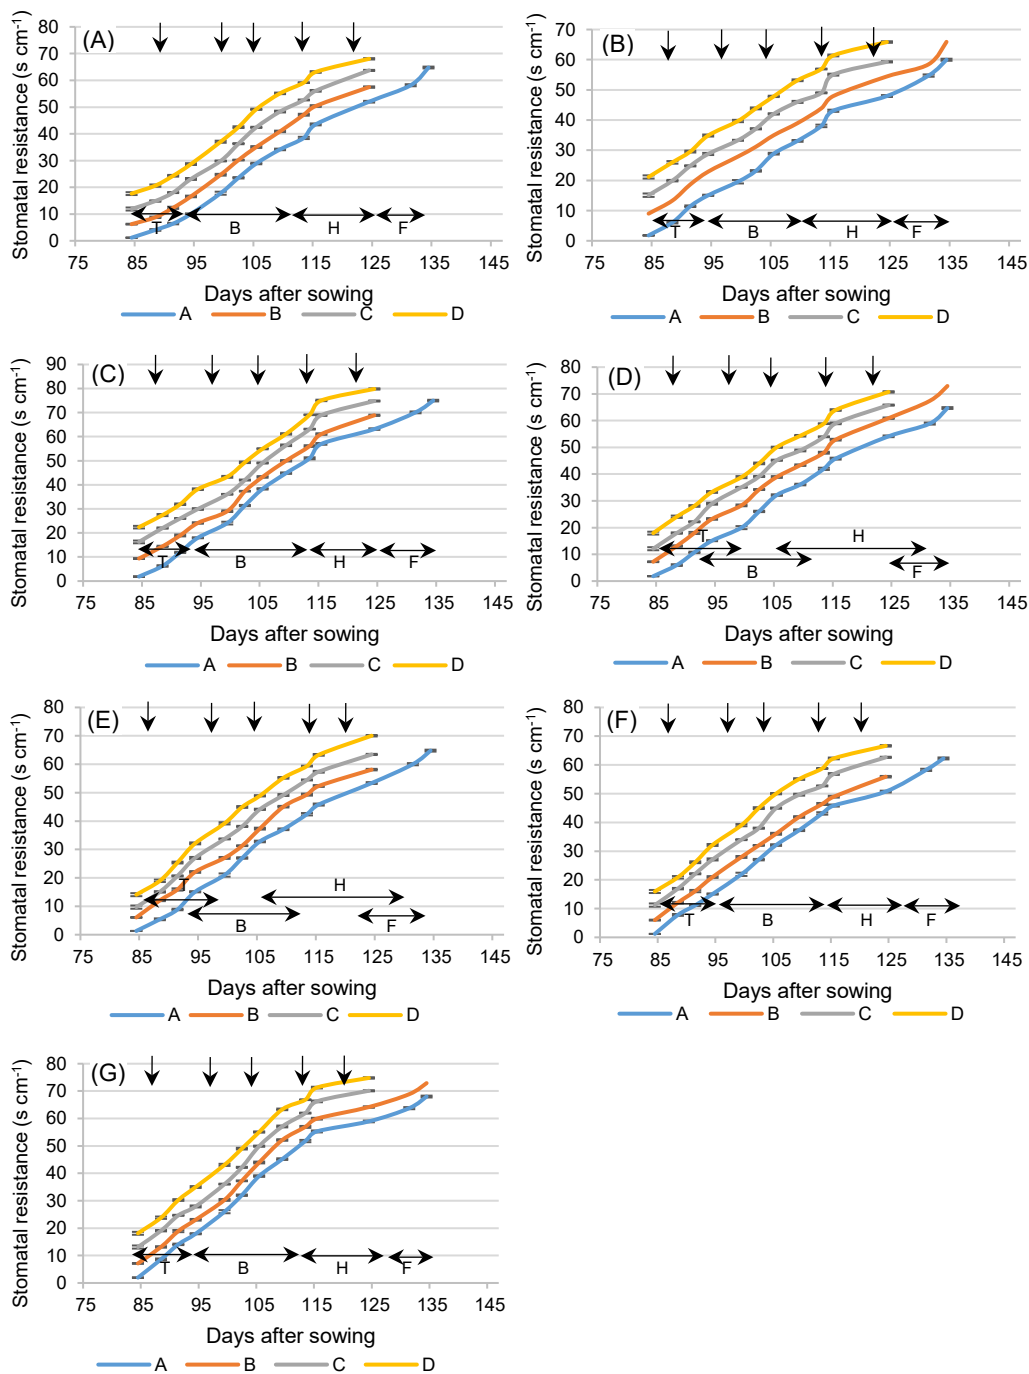 (A)
Stomatal resistance (s cm-1)
80
70
60
50
40
30
20
10
0
T B H F
75 85 95 105 115 125 135 145
Days after sowing
A B C D
(B)
Stomatal resistance (s cm-1)
70
60
50
40
30
20
10
0
T B H F
75 85 95 105 115 125 135 145
Days after sowing
A B C D
(C)
Stomatal resistance (s cm-1)
90
80
70
60
50
40
30
20
10
0
T B H F
75 85 95 105 115 125 135 145
Days after sowing
A B C D
(D)
Stomatal resistance (s cm-1)
80
70
60
50
40
30
20
10
0
T H
B F
75 85 95 105 115 125 135 145
Days after sowing
A B C D
(E)
Stomatal resistance (s cm-1)
80
70
60
50
40
30
20
10
0
T H
B F
75 85 95 105 115 125 135 145
Days after sowing
A B C D
(F)
Stomatal resistance (s cm-1)
80
70
60
50
40
30
20
10
0
T B H F
75 85 95 105 115 125 135 145
Days after sowing
A B C D
(G)
Stomatal resistance (s cm-1)
80
70
60
50
40
30
20
10
0
T B H F
75 85 95 105 115 125 135 145
Days after sowing
A B C D